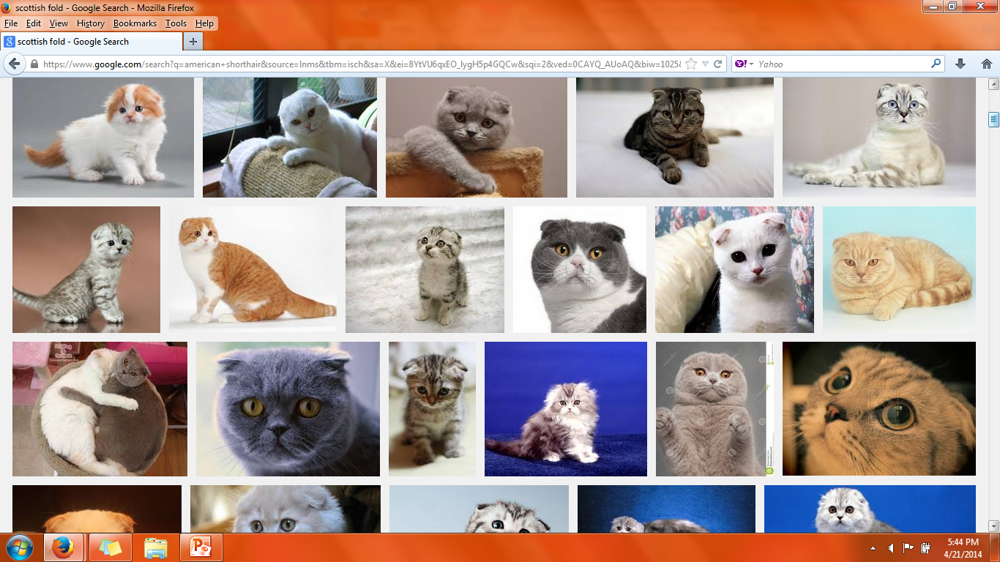 scottish fold - Google Search - Mozilla Firefox
File Edit View History Bookmarks Tools Help
scottish fold - Google Search
https://www.google.com/search?q=american+shorthair&source=lnms&tbm=isch&sa=X&ei=8YtVU6qxEO_IygH5p4GQCw&sqi=2&ved=0CAYQ_AUoAQ&biw=1025&
Yahoo
5:44 PM
4/21/2014